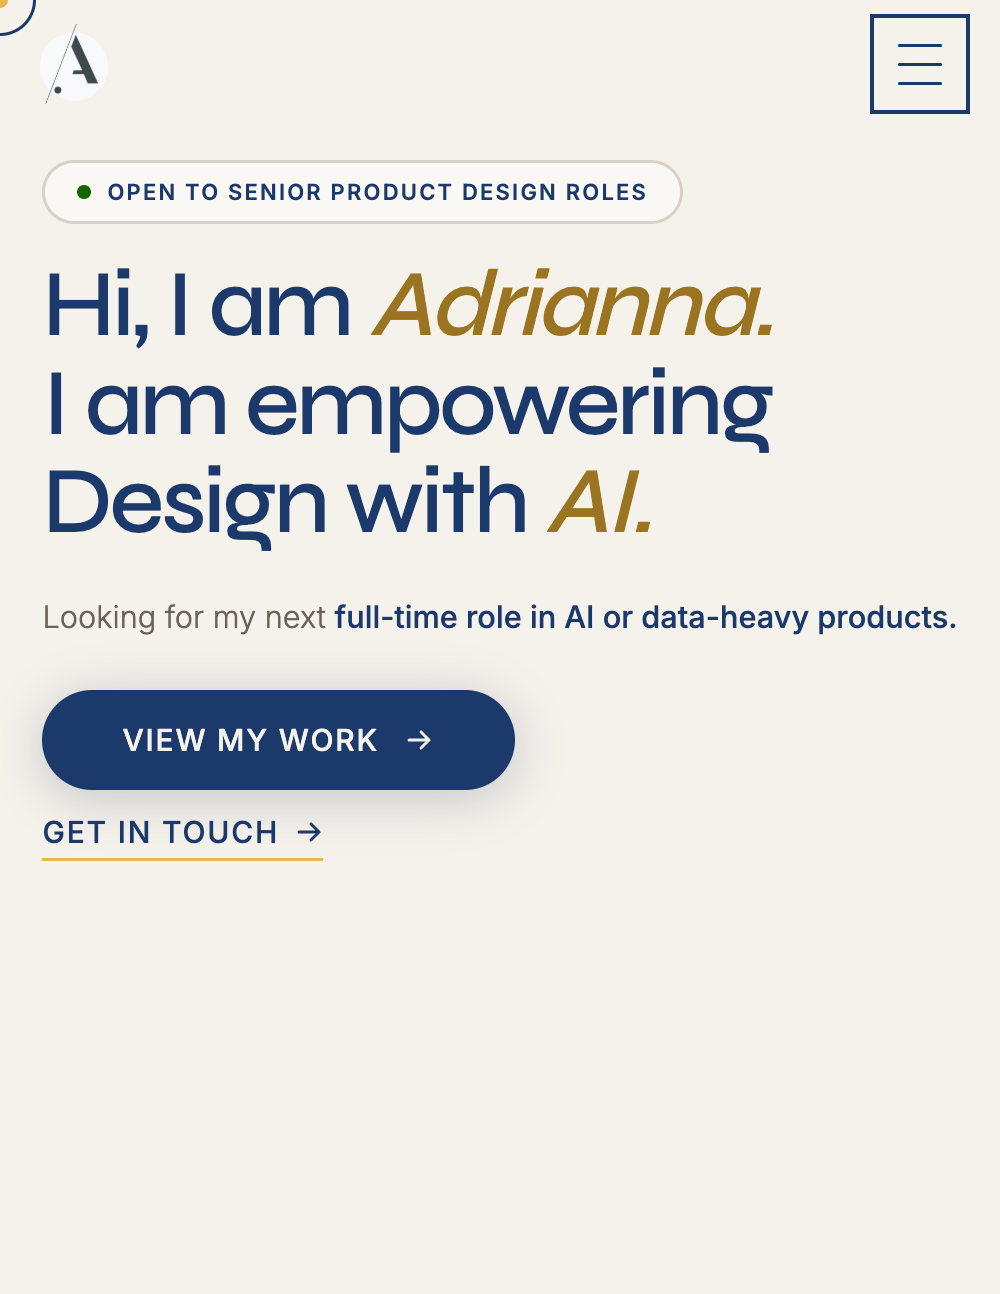 A
OPEN TO SENIOR PRODUCT DESIGN ROLES
Hi, I am Adrianna.
I am empowering
Design with AI.
Looking for my next full-time role in AI or data-heavy products.
VIEW MY WORK →
GET IN TOUCH →